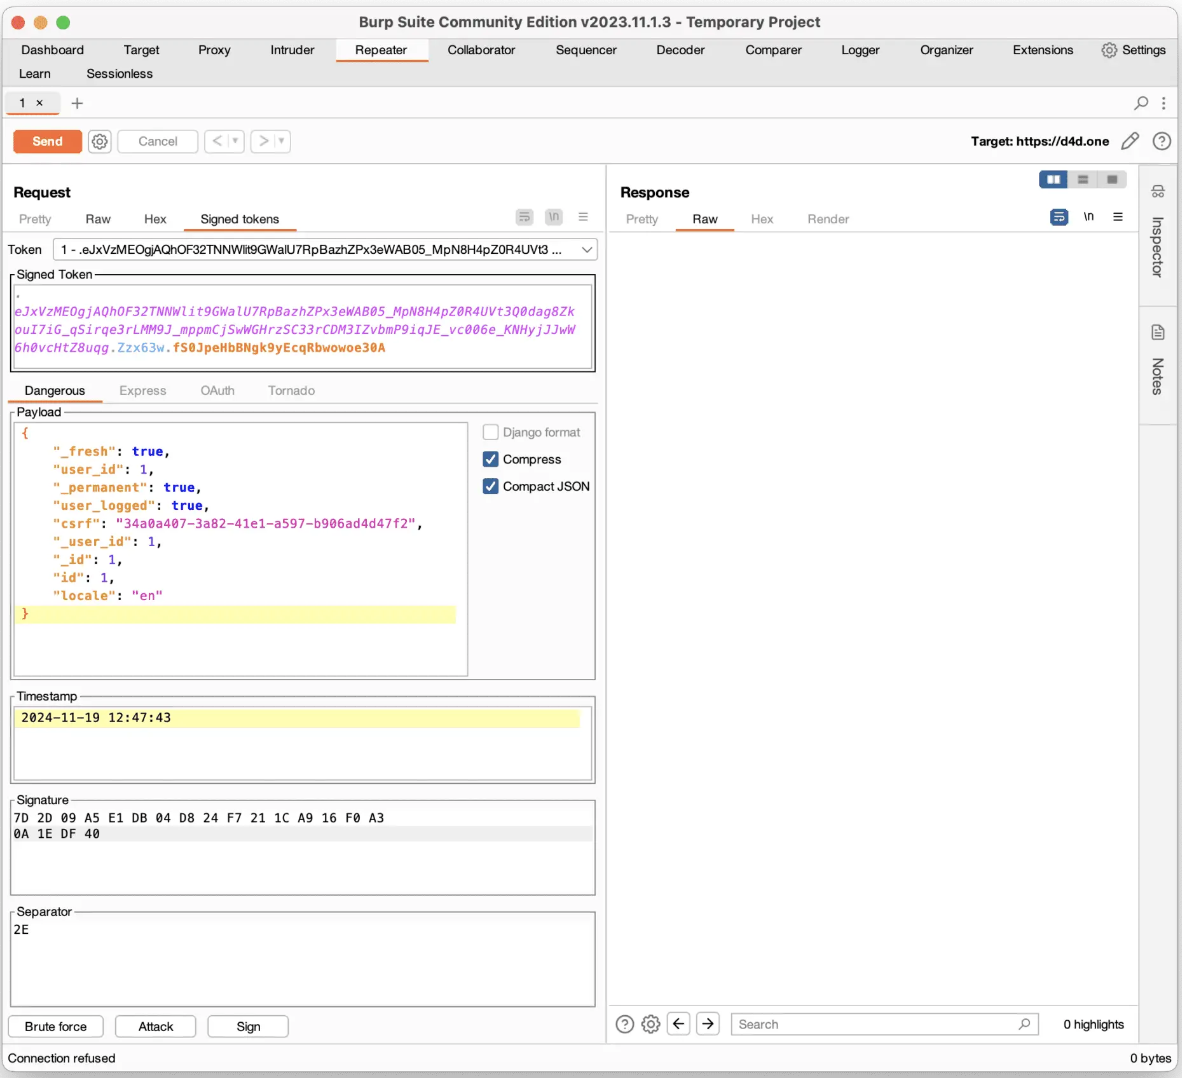 Burp Suite Community Edition v2023.11.1.3 - Temporary Project
Dashboard Target Proxy Intruder Repeater Collaborator Sequencer Decoder Comparer Logger Organizer Extensions Settings
Learn Sessionless
1 × +
Send Cancel < >
Target: https://d4d.one
Request
Pretty Raw Hex Signed tokens \n
Token 1 - .eJxVzMEOgjAQhOF32TNNWlit9GWalU7RpBazhZPx3eWAB05_MpN8H4pZ0R4UVt3 ...
Signed Token
.
eJxVzMEOgjAQhOF32TNNWlit9GWalU7RpBazhZPx3eWAB05_MpN8H4pZ0R4UVt3Q0dag8Zk
ouI7iG_qSirqe3rLMM9J_mppmCjSwWGHrzSC33rCDM3IZvbmP9iqJE_vc006e_KNHyjJJwW
6h0vcHtZ8uqg.Zzx63w.fS0JpeHbBNgk9yEcqRbwowoe30A
Dangerous Express OAuth Tornado
Payload
{
"_fresh": true,
"user_id": 1,
"_permanent": true,
"user_logged": true,
"csrf": "34a0a407-3a82-41e1-a597-b906ad4d47f2",
"_user_id": 1,
"_id": 1,
"id": 1,
"locale": "en"
}
Django format
Compress
Compact JSON
Timestamp
2024-11-19 12:47:43
Signature
7D 2D 09 A5 E1 DB 04 D8 24 F7 21 1C A9 16 F0 A3
0A 1E DF 40
Separator
2E
Brute force Attack Sign
Response
Pretty Raw Hex Render \n
Inspector
Notes
Search 0 highlights
Connection refused 0 bytes